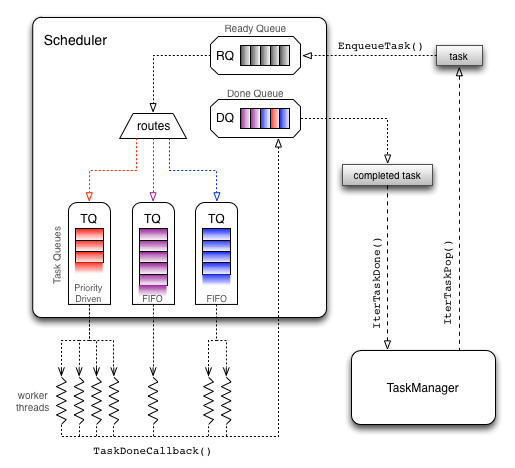 Scheduler
Ready Queue
RQ
EnqueueTask()
task
Done Queue
DQ
routes
completed task
Task Queues
TQ
Priority
Driven
TQ
FIFO
TQ
FIFO
IterTaskDone()
IterTaskPop()
TaskManager
worker
threads
TaskDoneCallback()